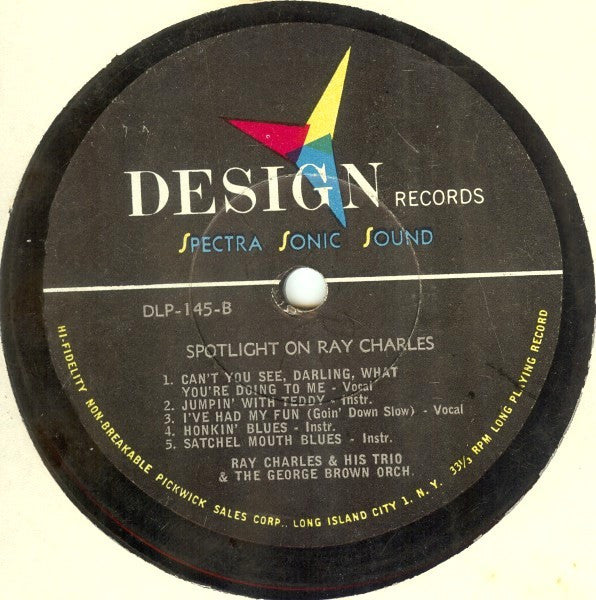 DESIGN RECORDS
SPECTRA SONIC SOUND
DLP-145-B
SPOTLIGHT ON RAY CHARLES
1. CAN'T YOU SEE, DARLING, WHAT
YOU'RE DOING TO ME - Vocal
2. JUMPIN' WITH TEDDY - Instr.
3. I'VE HAD MY FUN (Goin' Down Slow) - Vocal
4. HONKIN' BLUES - Instr.
5. SATCHEL MOUTH BLUES - Instr.
RAY CHARLES & HIS TRIO
& THE GEORGE BROWN ORCH.
HI-FIDELITY NON-BREAKABLE PICKWICK SALES CORP., LONG ISLAND CITY 1, N. Y. 33⅓ RPM LONG PLAYING RECORD